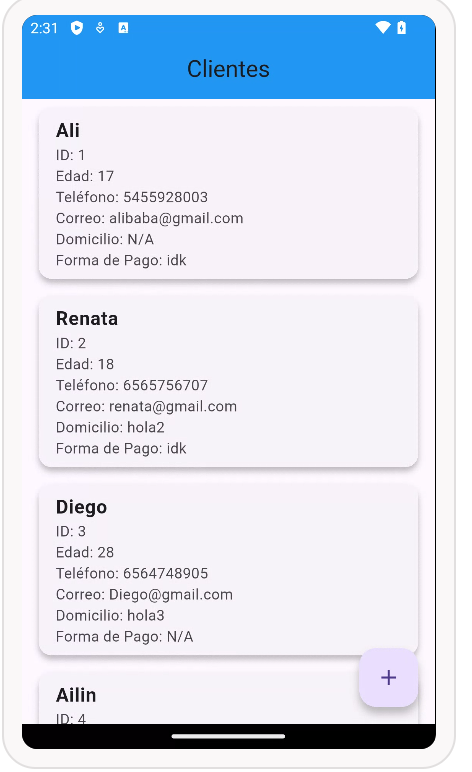 2:31
Clientes
Ali
ID: 1
Edad: 17
Teléfono: 5455928003
Correo: alibaba@gmail.com
Domicilio: N/A
Forma de Pago: idk
Renata
ID: 2
Edad: 18
Teléfono: 6565756707
Correo: renata@gmail.com
Domicilio: hola2
Forma de Pago: idk
Diego
ID: 3
Edad: 28
Teléfono: 6564748905
Correo: Diego@gmail.com
Domicilio: hola3
Forma de Pago: N/A
Ailin
ID: 4